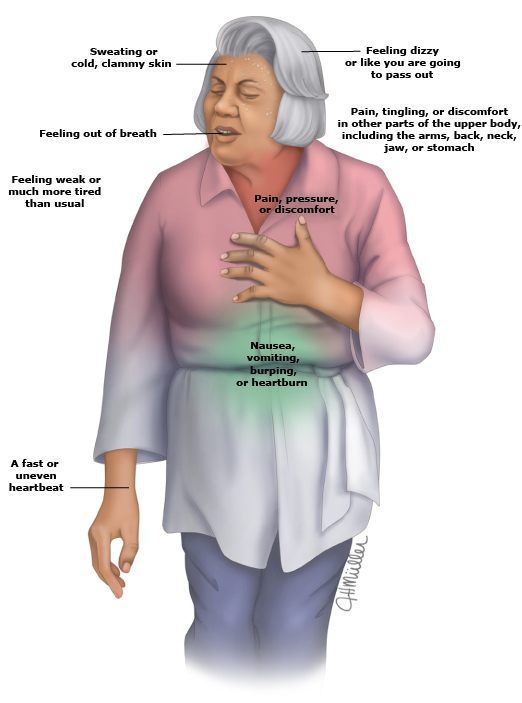 Sweating or
cold, clammy skin
Feeling dizzy
or like you are going
to pass out
Feeling out of breath
Pain, tingling, or discomfort
in other parts of the upper body,
including the arms, back, neck,
jaw, or stomach
Feeling weak or
much more tired
than usual
Pain, pressure,
or discomfort
Nausea,
vomiting,
burping,
or heartburn
A fast or
uneven
heartbeat
JHMüller